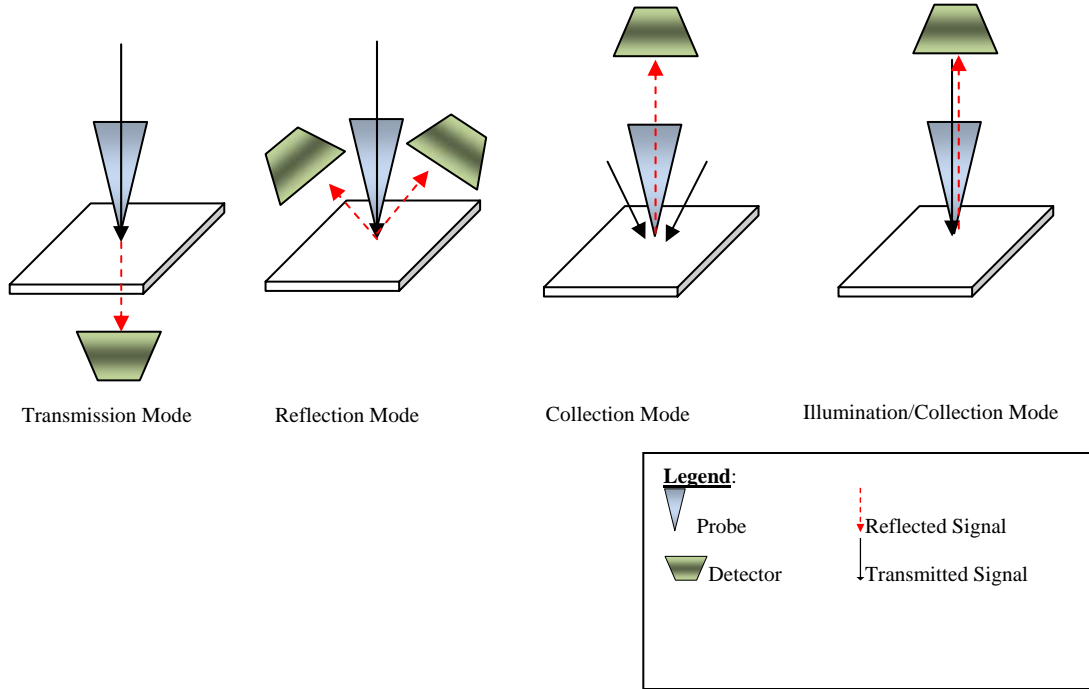 Transmission Mode
Reflection Mode
Collection Mode
Illumination/Collection Mode
Legend:
Probe
Reflected Signal
Detector
Transmitted Signal